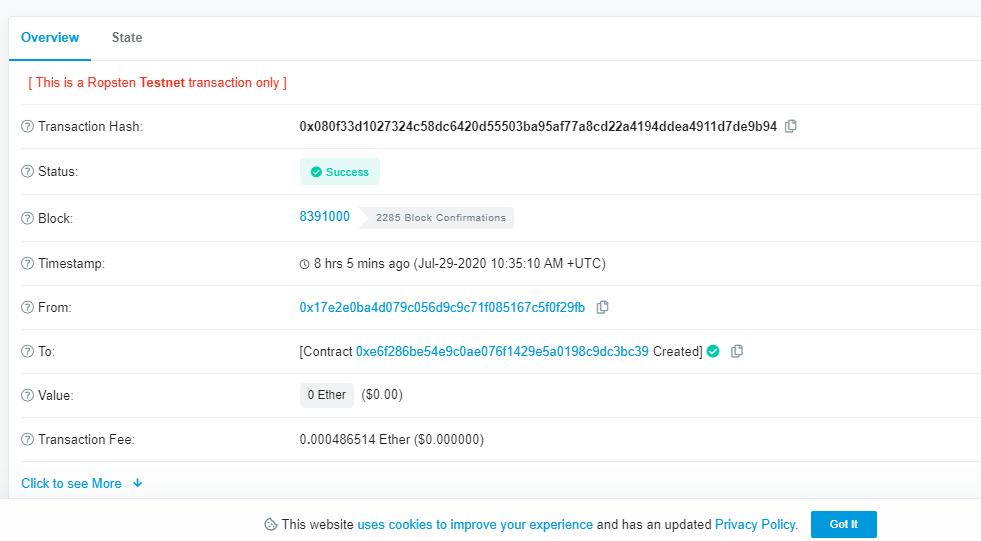 Overview State
[ This is a Ropsten Testnet transaction only ]
Transaction Hash: 0x080f33d1027324c58dc6420d55503ba95af77a8cd22a4194ddea4911d7de9b94
Status: Success
Block: 8391000 2285 Block Confirmations
Timestamp: 8 hrs 5 mins ago (Jul-29-2020 10:35:10 AM +UTC)
From: 0x17e2e0ba4d079c056d9c9c71f085167c5f0f29fb
To: [Contract 0xe6f286be54e9c0ae076f1429e5a0198c9dc3bc39 Created]
Value: 0 Ether ($0.00)
Transaction Fee: 0.000486514 Ether ($0.000000)
Click to see More
This website uses cookies to improve your experience and has an updated Privacy Policy. Got It